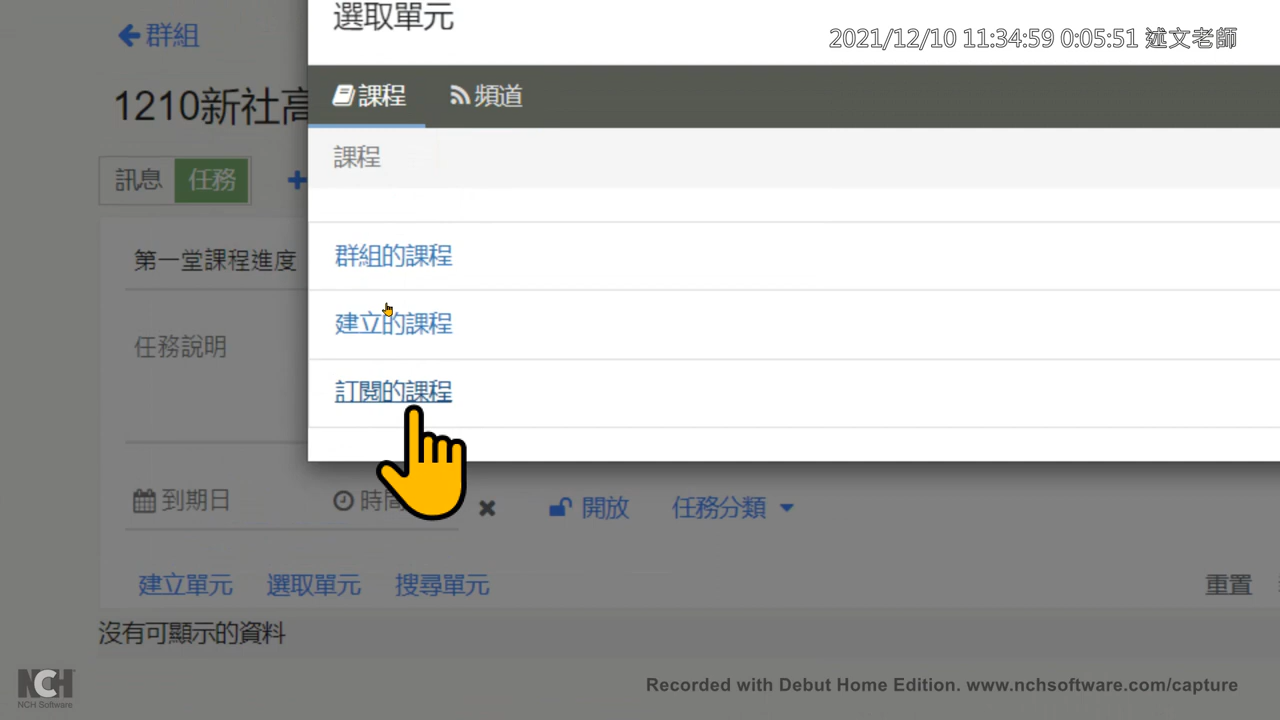 選取單元
2021/12/10 11:34:59 0:05:51 述文老師
群組
1210新社高
課程 頻道
課程
訊息 任務
群組的課程
第一堂課程進度
建立的課程
任務說明
訂閱的課程
到期日 時間
開放 任務分類
建立單元 選取單元 搜尋單元
重置
沒有可顯示的資料
NCH
NCH Software
Recorded with Debut Home Edition. www.nchsoftware.com/capture